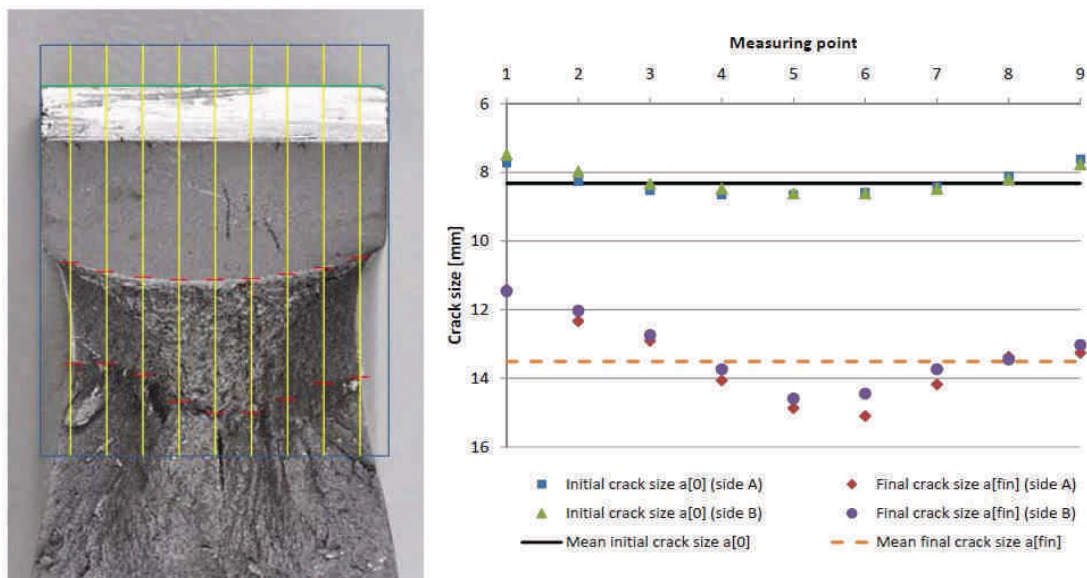 Measuring point
1 2 3 4 5 6 7 8 9
6
8
10
12
14
16
Crack size [mm]
Initial crack size a[0] (side A)
Final crack size a[fin] (side A)
Initial crack size a[0] (side B)
Final crack size a[fin] (side B)
Mean initial crack size a[0]
Mean final crack size a[fin]